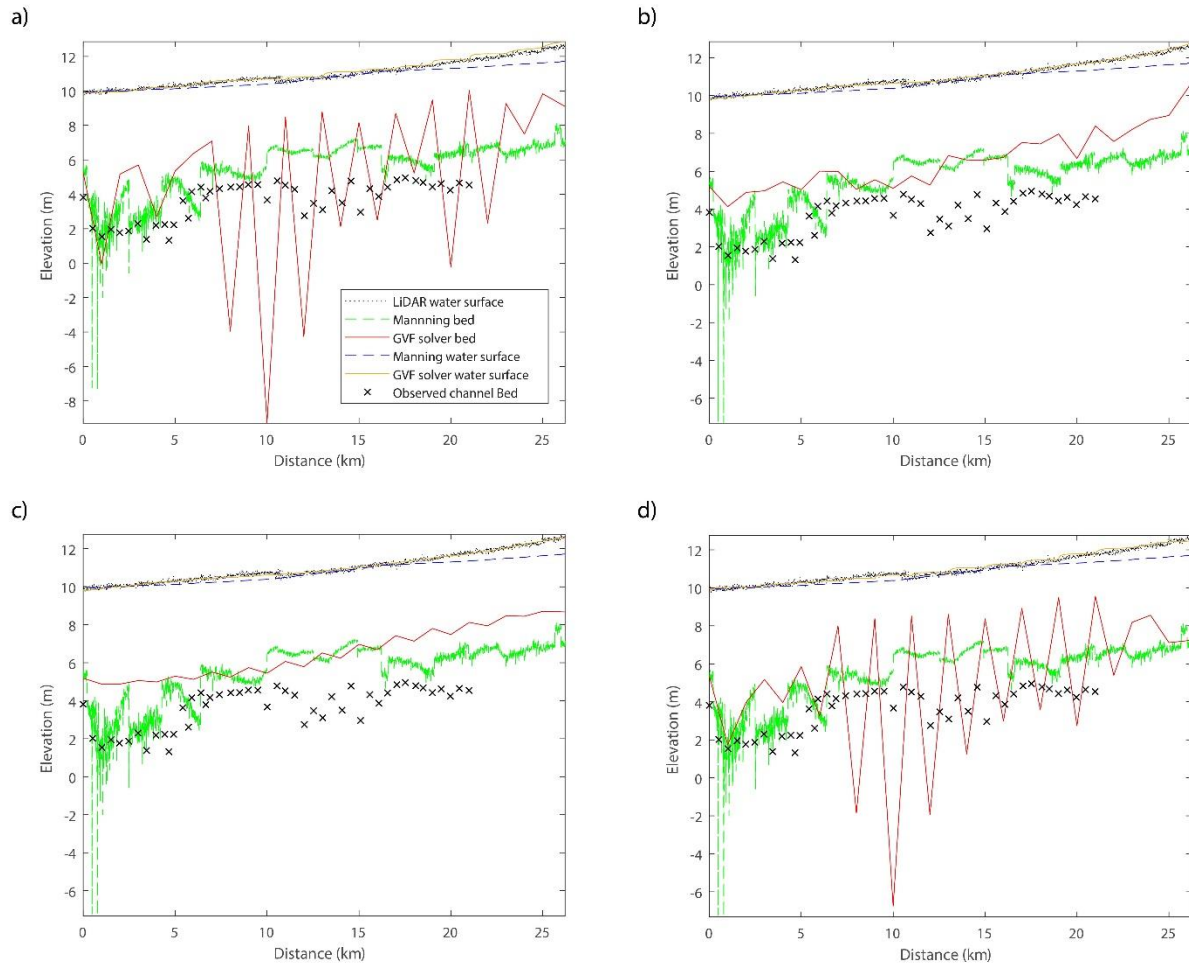 a)
12
10
8
6
4
2
0
-2
-4
-6
-8
Elevation (m)
LiDAR water surface
Mannning bed
GVF solver bed
Manning water surface
GVF solver water surface
Observed channel Bed
0 5 10 15 20 25
Distance (km)
b)
12
10
8
6
4
2
0
-2
-4
-6
Elevation (m)
0 5 10 15 20 25
Distance (km)
c)
12
10
8
6
4
2
0
-2
-4
-6
Elevation (m)
0 5 10 15 20 25
Distance (km)
d)
12
10
8
6
4
2
0
-2
-4
-6
Elevation (m)
0 5 10 15 20 25
Distance (km)